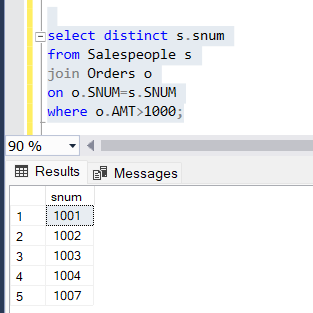 select distinct s.snum
from Salespeople s
join Orders o
on o.SNUM=s.SNUM
where o.AMT>1000;
90 %
Results Messages
snum
1 1001
2 1002
3 1003
4 1004
5 1007